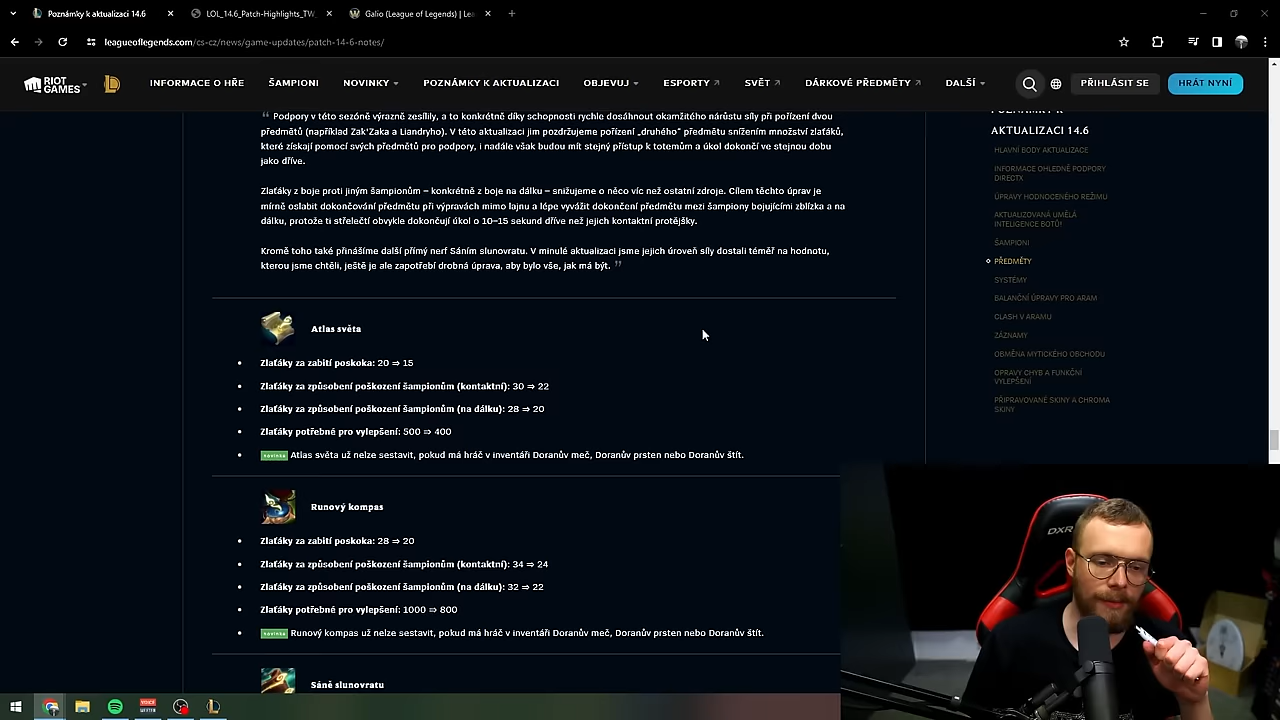 Poznámky k aktualizaci 14.6
LOL_14.6_Patch-Highlights_TW_
Galio (League of Legends) | Lea
leagueoflegends.com/cs-cz/news/game-updates/patch-14-6-notes/
RIOT GAMES
INFORMACE O HŘE
ŠAMPIONI
NOVINKY
POZNÁMKY K AKTUALIZACI
OBJEVUJ
ESPORTY
SVĚT
DÁRKOVÉ PŘEDMĚTY
DALŠÍ
PŘIHLÁSIT SE
HRÁT NYNÍ
Podpory v této sezáně výrazně zesílily, a to konkrétně díky schopnosti rychle dosáhnout okamžitého nárůstu síly při pořízení dvou
předmětů (například Zak'Zaka a Liandryho). V této aktualizaci jim pozdržujeme pořízení „druhého“ předmětu snížením množství zlaťáků,
které získají pomocí svých předmětů pro podpory, i nadále však budou mít stejný přístup k totemům a úkol dokončí ve stejnou dobu
jako dříve.
Zlaťáky z boje proti jiným šampionům – konkrétně z boje na dálku – snižujeme o něco víc než ostatní zdroje. Cílem těchto úprav je
mírně oslabit dokončování předmětu při výpravách mimo lajnu a lépe vyvážit dokončení předmětu mezi šampiony bojujícími zblízka a na
dálku, protože ti střelečtí obvykle dokončují úkol o 10–15 sekund dříve než jejich kontaktní protějšky.
Kromě toho také přinášíme další přímý nerf Sáním slunovratu. V minulé aktualizaci jsme jejich úroveň síly dostali téměř na hodnotu,
kterou jsme chtěli, ještě je ale zapotřebí drobná úprava, aby bylo vše, jak má být.
Atlas světa
Zlaťáky za zabití poskoka: 20 ⇒ 15
Zlaťáky za způsobení poškození šampionům (kontaktní): 30 ⇒ 22
Zlaťáky za způsobení poškození šampionům (na dálku): 28 ⇒ 20
Zlaťáky potřebné pro vylepšení: 500 ⇒ 400
novinka Atlas světa už nelze sestavit, pokud má hráč v inventáři Doranův meč, Doranův prsten nebo Doranův štít.
Runový kompas
Zlaťáky za zabití poskoka: 28 ⇒ 20
Zlaťáky za způsobení poškození šampionům (kontaktní): 34 ⇒ 24
Zlaťáky za způsobení poškození šampionům (na dálku): 32 ⇒ 22
Zlaťáky potřebné pro vylepšení: 1000 ⇒ 800
novinka Runový kompas už nelze sestavit, pokud má hráč v inventáři Doranův meč, Doranův prsten nebo Doranův štít.
Sáně slunovratu
AKTUALIZACI 14.6
HLAVNÍ BODY AKTUALIZACE
INFORMACE OHLEDNĚ PODPORY
DIRECTX
ÚPRAVY HODNOCENÉHO REŽIMU
AKTUALIZOVANÁ UMĚLÁ
INTELIGENCE BOTŮ!
ŠAMPIONI
PŘEDMĚTY
SYSTÉMY
BALANČNÍ ÚPRAVY PRO ARAM
CLASH V ARAMU
ZÁZNAMY
OBMĚNA MYTICKÉHO OBCHODU
OPRAVY CHYB A FUNKČNÍ
VYLEPŠENÍ
PŘIPRAVOVANÉ SKINY A CHROMA
SKINY